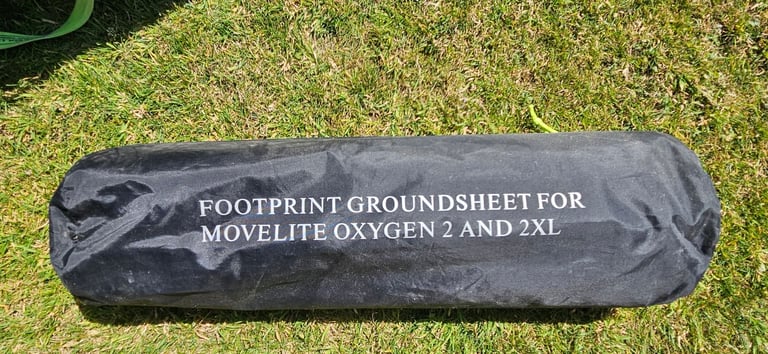 FOOTPRINT GROUNDSHEET FOR
MOVELITE OXYGEN 2 AND 2XL